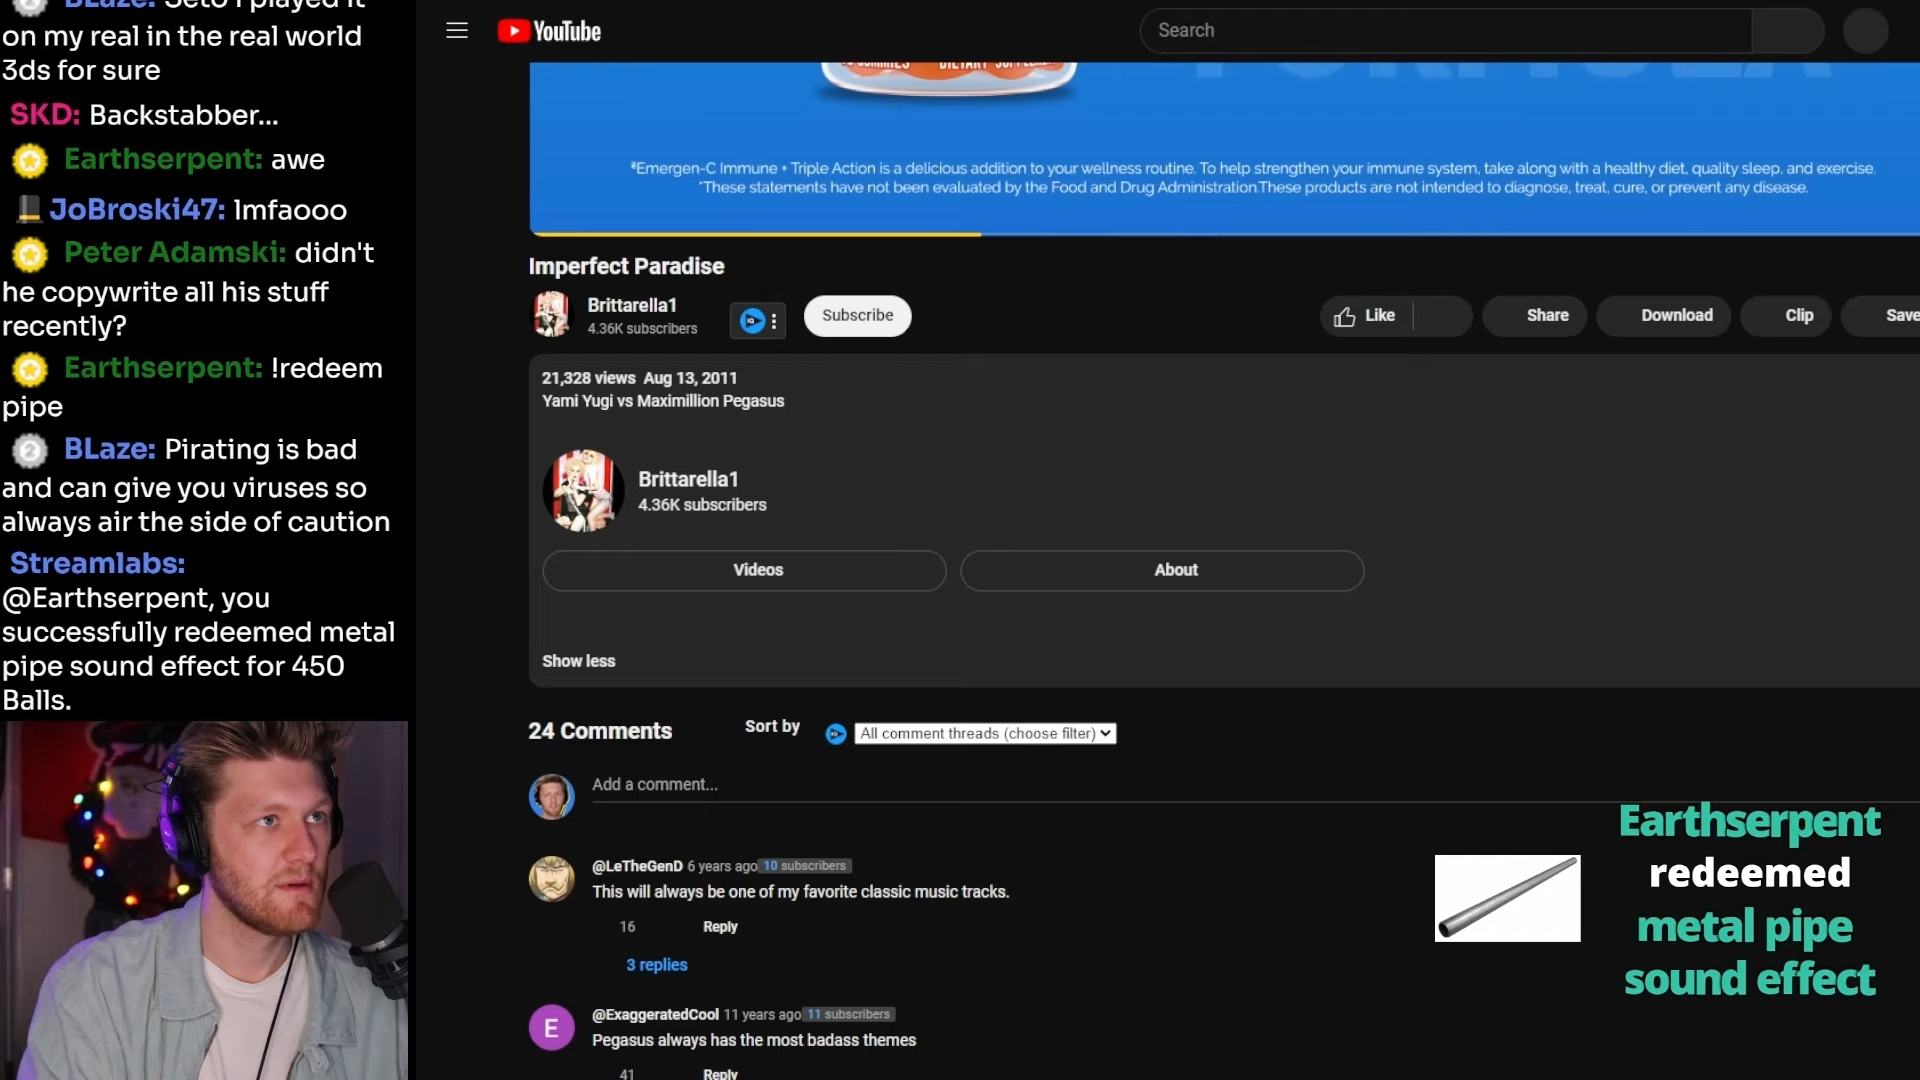 BLaze: Seto I played it
on my real in the real world
3ds for sure
SKD: Backstabber...
Earthserpent: awe
JoBroski47: lmfaooo
Peter Adamski: didn't
he copywrite all his stuff
recently?
Earthserpent: !redeem
pipe
BLaze: Pirating is bad
and can give you viruses so
always air the side of caution
Streamlabs:
@Earthserpent, you
successfully redeemed metal
pipe sound effect for 450
Balls.
YouTube
Search
DIETARY
*Emergen-C Immune + Triple Action is a delicious addition to your wellness routine. To help strengthen your immune system, take along with a healthy diet, quality sleep, and exercise.
*These statements have not been evaluated by the Food and Drug Administration.These products are not intended to diagnose, treat, cure, or prevent any disease.
Imperfect Paradise
Brittarella1
4.36K subscribers
Subscribe
Like
Share
Download
Clip
Save
21,328 views Aug 13, 2011
Yami Yugi vs Maximillion Pegasus
Brittarella1
4.36K subscribers
Videos
About
Show less
24 Comments
Sort by
All comment threads (choose filter)
Add a comment...
@LeTheGenD 6 years ago 10 subscribers
This will always be one of my favorite classic music tracks.
16
Reply
3 replies
E
@ExaggeratedCool 11 years ago 11 subscribers
Pegasus always has the most badass themes
41
Reply
Earthserpent
redeemed
metal pipe
sound effect